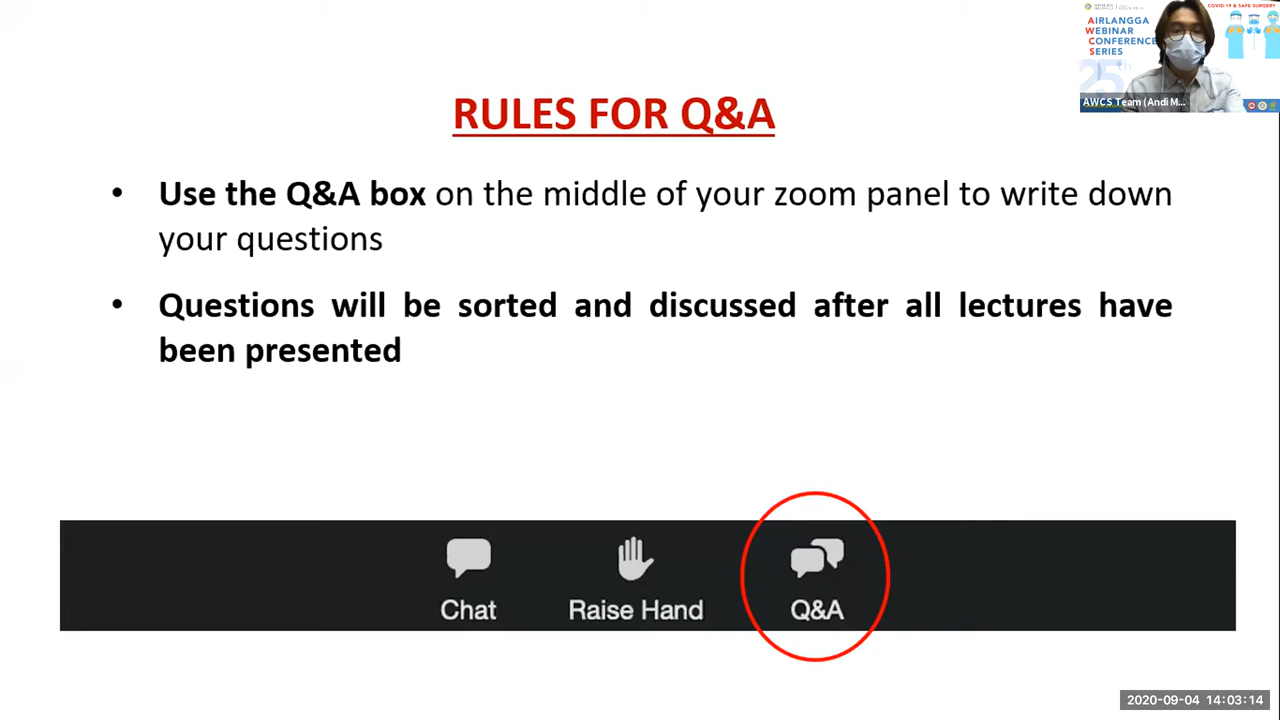 RULES FOR Q&A
• Use the Q&A box on the middle of your zoom panel to write down
your questions
• Questions will be sorted and discussed after all lectures have
been presented
Chat
Raise Hand
Q&A
AIRLANGGA
WEBINAR
CONFERENCE
SERIES
25th
COVID-19 & SAFE SURGERY
AWCS Team (Andi M...
2020-09-04 14:03:14